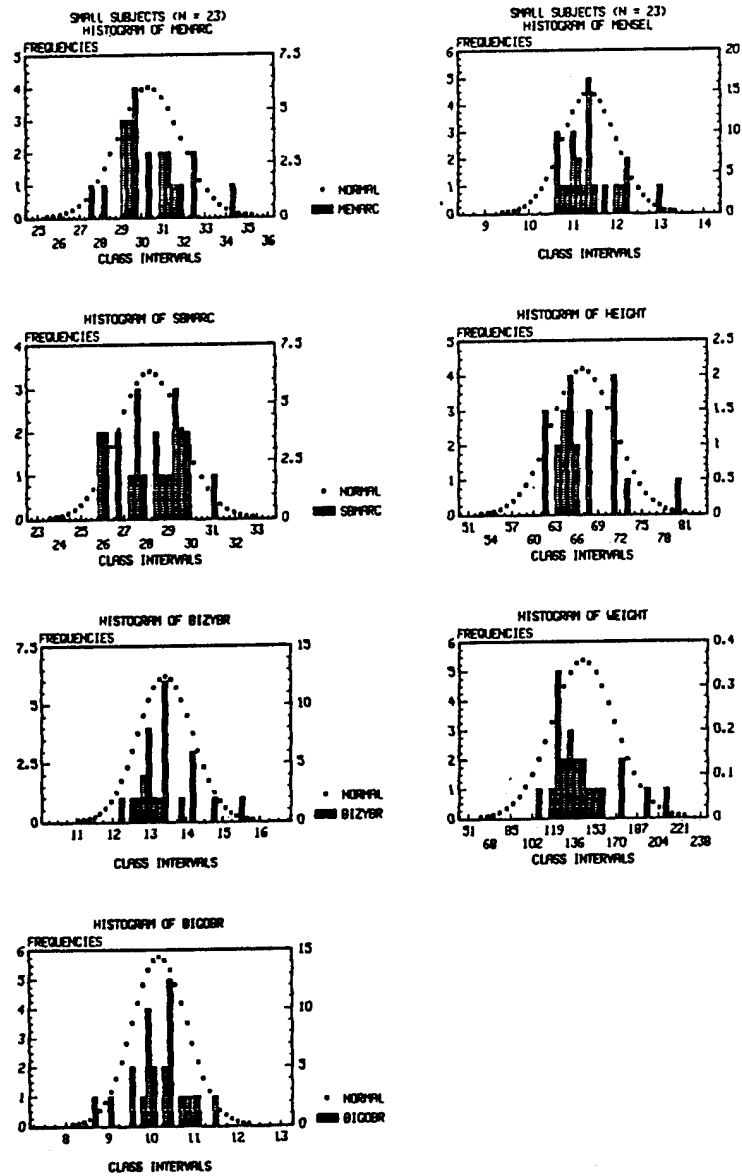 SMALL SUBJECTS (N = 23)
HISTOGRAM OF MENARC
FREQUENCIES
5
4
3
2
1
0
7.5
5
2.5
0
25 26 27 28 29 30 31 32 33 34 35 36
CLASS INTERVALS
NORMAL
MENARC
SMALL SUBJECTS (N = 23)
HISTOGRAM OF MENSEL
FREQUENCIES
6
5
4
3
2
1
0
20
15
10
5
0
9 10 11 12 13 14
CLASS INTERVALS
HISTOGRAM OF SBMARC
FREQUENCIES
4
3
2
1
0
7.5
5
2.5
0
23 24 25 26 27 28 29 30 31 32 33
CLASS INTERVALS
NORMAL
SBMARC
HISTOGRAM OF HEIGHT
FREQUENCIES
5
4
3
2
1
0
2.5
2
1.5
1
0.5
0
51 54 57 60 63 66 69 72 75 78 81
CLASS INTERVALS
HISTOGRAM OF BIZYBR
FREQUENCIES
7.5
5
2.5
0
15
10
5
0
11 12 13 14 15 16
CLASS INTERVALS
NORMAL
BIZYBR
HISTOGRAM OF WEIGHT
FREQUENCIES
6
5
4
3
2
1
0
0.4
0.3
0.2
0.1
0
51 68 85 102 119 136 153 170 187 204 221 238
CLASS INTERVALS
HISTOGRAM OF BIGOBR
FREQUENCIES
6
5
4
3
2
1
0
15
10
5
0
8 9 10 11 12 13
CLASS INTERVALS
NORMAL
BIGOBR